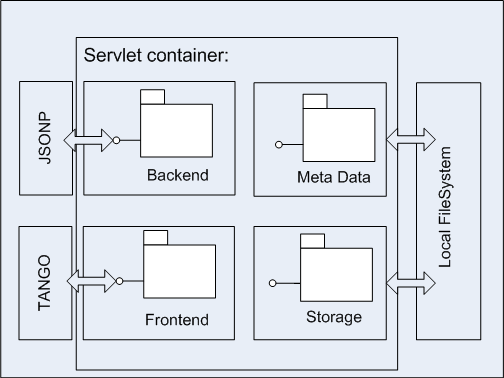 Servlet container:
JSONP
Backend
Meta Data
Local FileSystem
TANGO
Frontend
Storage